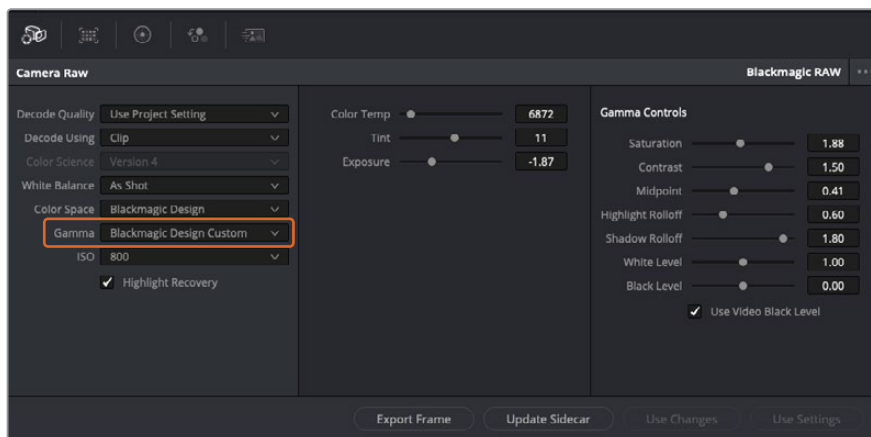 Camera Raw
Blackmagic RAW
Decode Quality Use Project Setting
Decode Using Clip
Color Science Version 4
White Balance As Shot
Color Space Blackmagic Design
Gamma Blackmagic Design Custom
ISO 800
Highlight Recovery
Color Temp 6872
Tint 11
Exposure -1.87
Gamma Controls
Saturation 1.88
Contrast 1.50
Midpoint 0.41
Highlight Rolloff 0.60
Shadow Rolloff 1.80
White Level 1.00
Black Level 0.00
Use Video Black Level
Export Frame
Update Sidecar
Use Changes
Use Settings